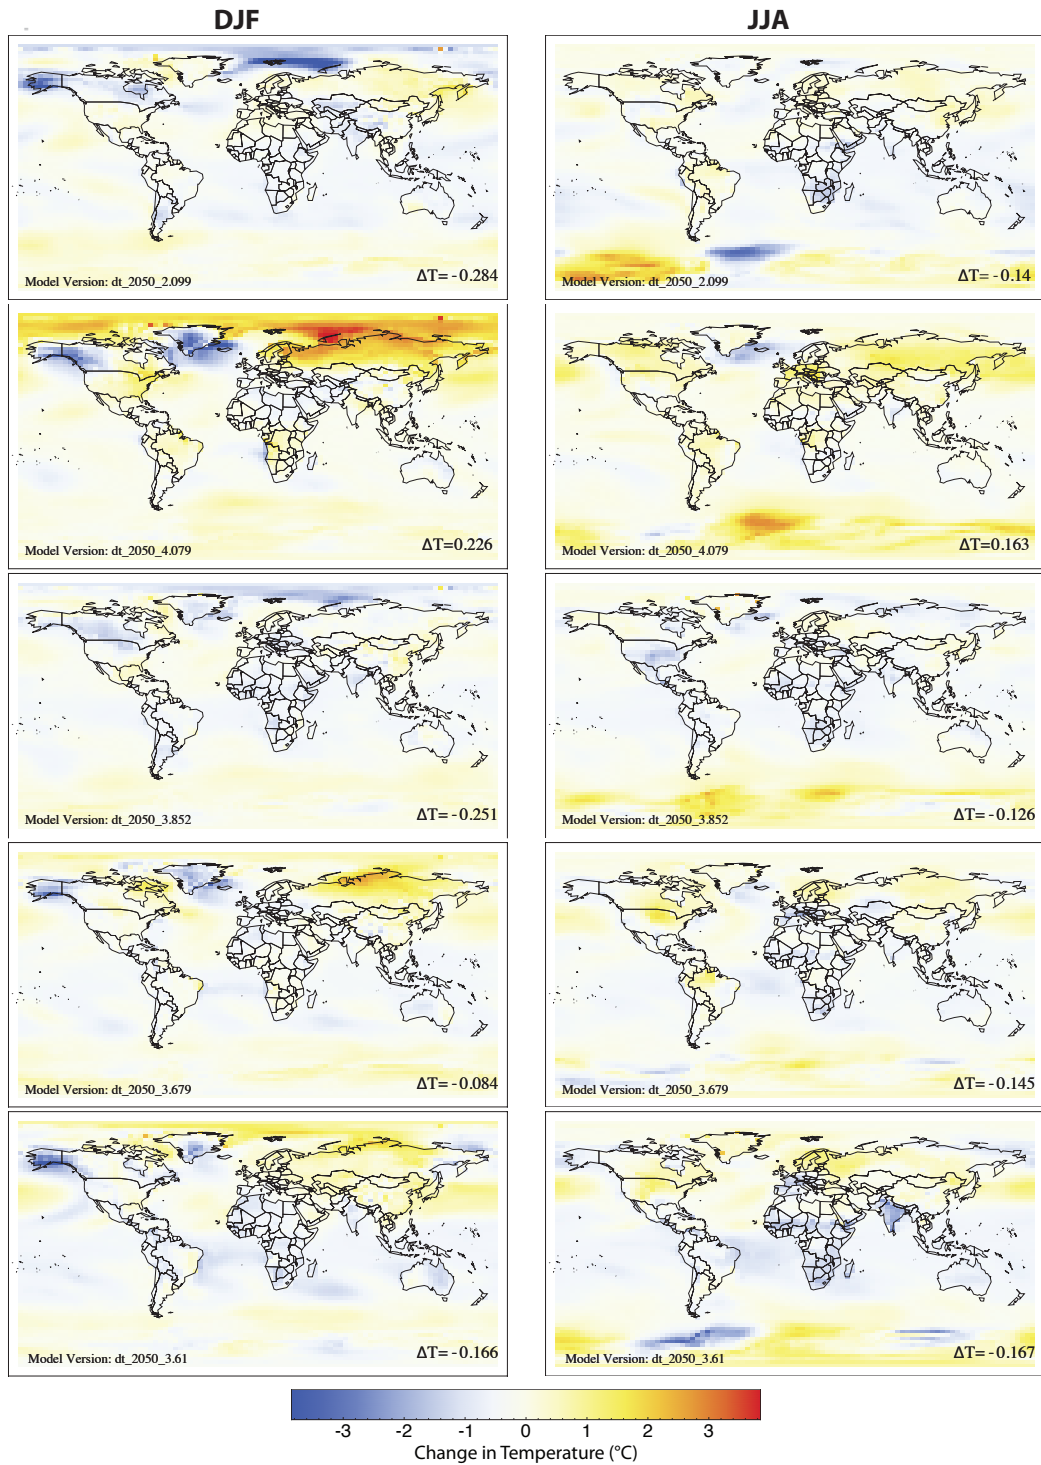 DJF JJA
Model Version: dt_2050_2.099 ΔT= -0.284
Model Version: dt_2050_2.099 ΔT= -0.14
Model Version: dt_2050_4.079 ΔT=0.226
Model Version: dt_2050_4.079 ΔT=0.163
Model Version: dt_2050_3.852 ΔT= -0.251
Model Version: dt_2050_3.852 ΔT= -0.126
Model Version: dt_2050_3.679 ΔT= -0.084
Model Version: dt_2050_3.679 ΔT= -0.145
Model Version: dt_2050_3.61 ΔT= -0.166
Model Version: dt_2050_3.61 ΔT= -0.167
-3 -2 -1 0 1 2 3
Change in Temperature (°C)